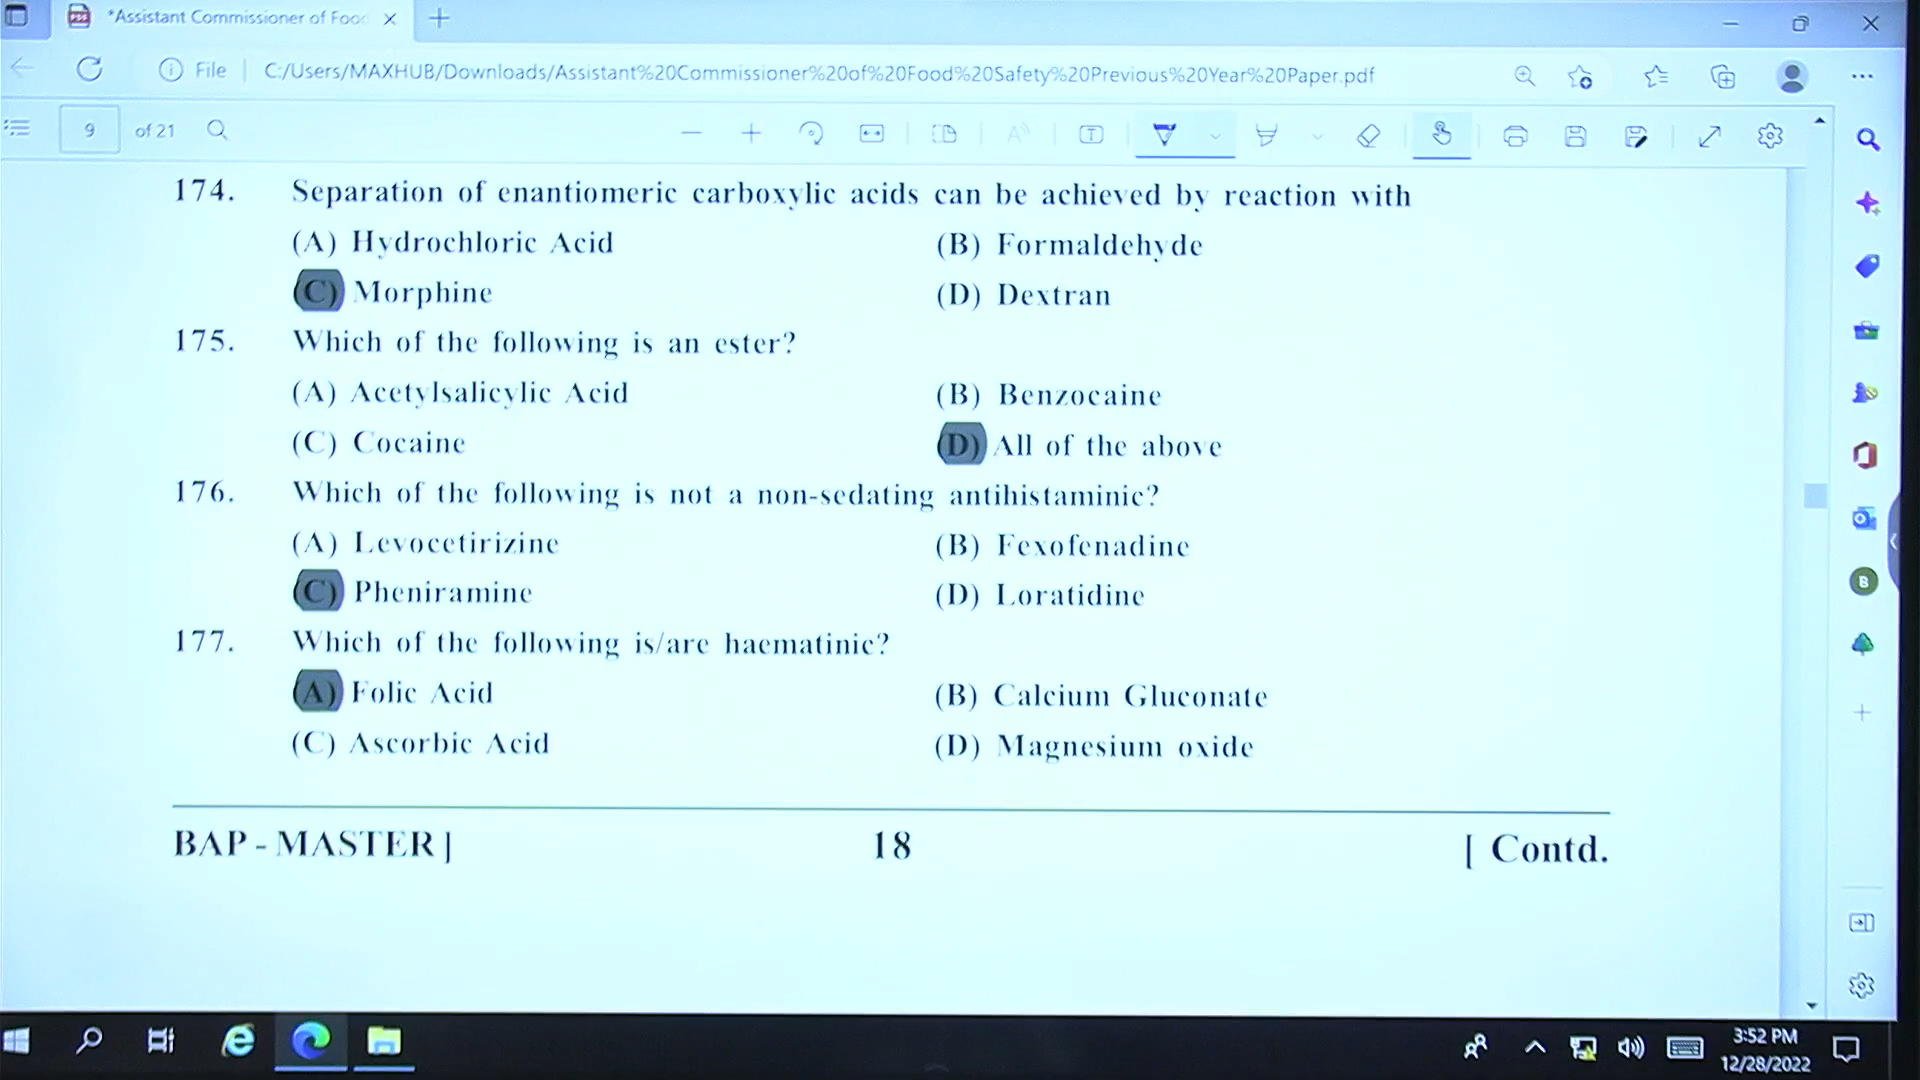 *Assistant Commissioner of Food
File
C:/Users/MAXHUB/Downloads/Assistant%20Commissioner%20of%20Food%20Safety%20Previous%20Year%20Paper.pdf
9 of 21
174. Separation of enantiomeric carboxylic acids can be achieved by reaction with
(A) Hydrochloric Acid (B) Formaldehyde
(C) Morphine (D) Dextran
175. Which of the following is an ester?
(A) Acetylsalicylic Acid (B) Benzocaine
(C) Cocaine (D) All of the above
176. Which of the following is not a non-sedating antihistaminic?
(A) Levocetirizine (B) Fexofenadine
(C) Pheniramine (D) Loratidine
177. Which of the following is/are haematinic?
(A) Folic Acid (B) Calcium Gluconate
(C) Ascorbic Acid (D) Magnesium oxide
BAP - MASTER ] 18 [ Contd.
3:52 PM
12/28/2022